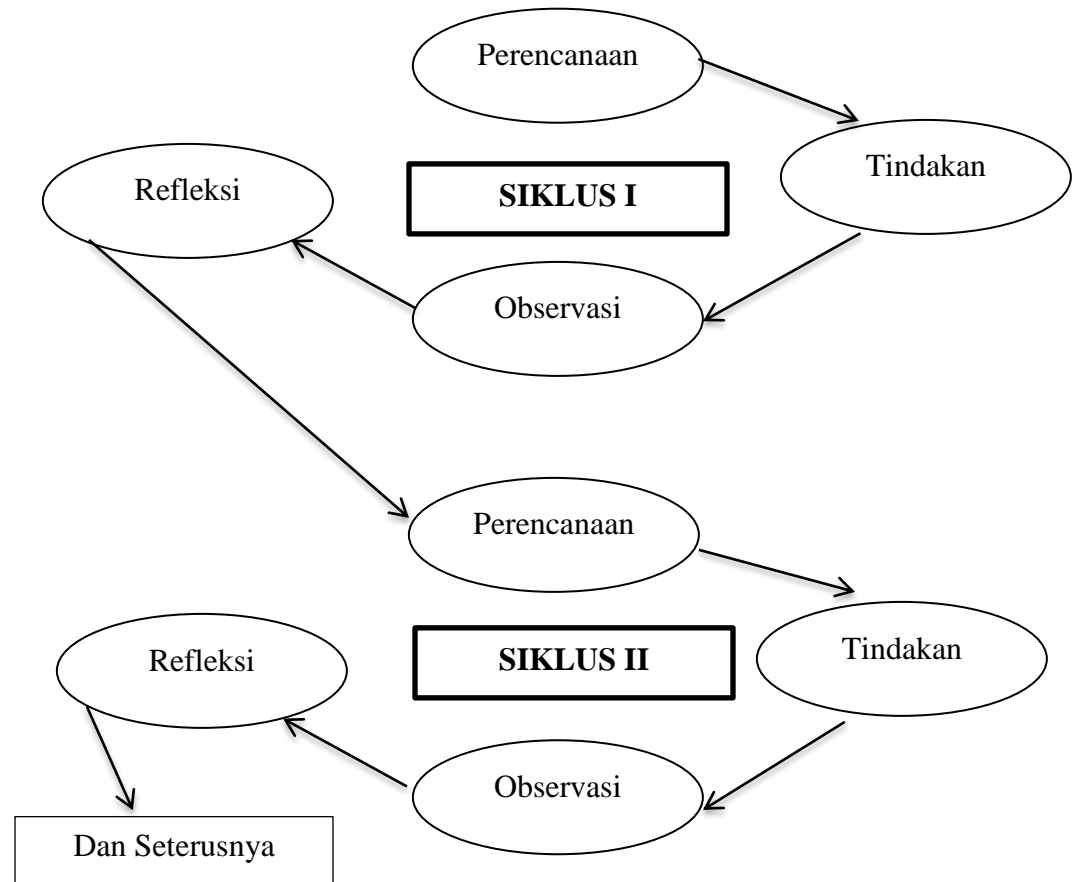 Perencanaan
Tindakan
Refleksi
SIKLUS I
Observasi
Perencanaan
Tindakan
Refleksi
SIKLUS II
Observasi
Dan Seterusnya